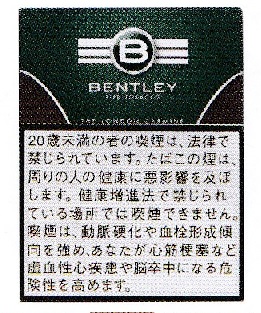 B
BENTLEY
PIPE TOBACCO
THE LONDON
20歳未満の者の喫煙は、法律で
禁じられています。たばこの煙は、
周りの人の健康に悪影響を及ぼ
します。健康増進法で禁じられ
ている場所では喫煙できません。
喫煙は、動脈硬化や血栓形成傾
向を強め、あなたが心筋梗塞など
虚血性心疾患や脳卒中になる危
険性を高めます。